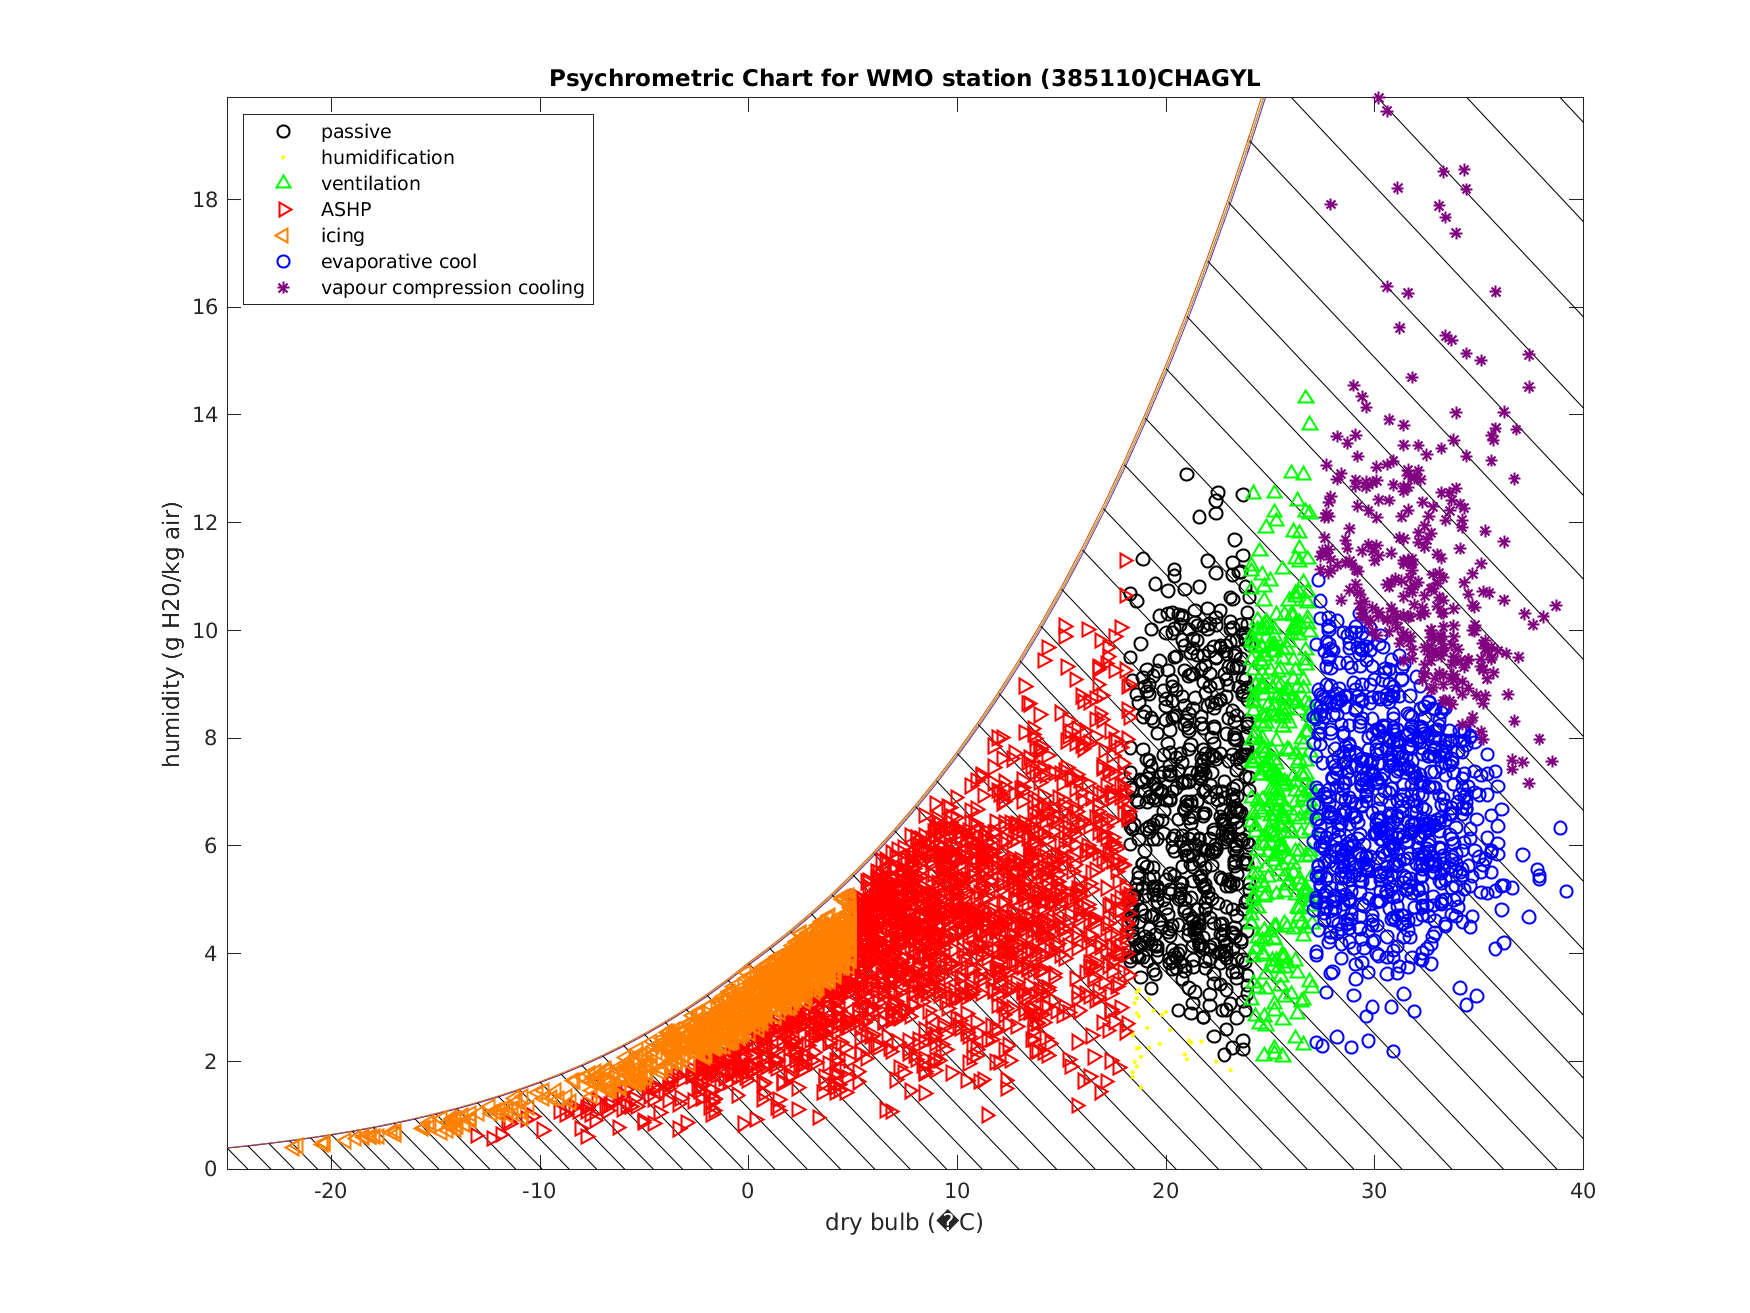 Psychrometric Chart for WMO station (385110)CHAGYL
passive
humidification
ventilation
ASHP
icing
evaporative cool
vapour compression cooling
humidity (g H20/kg air)
18
16
14
12
10
8
6
4
2
0
-20
-10
0
10
20
30
40
dry bulb (�C)